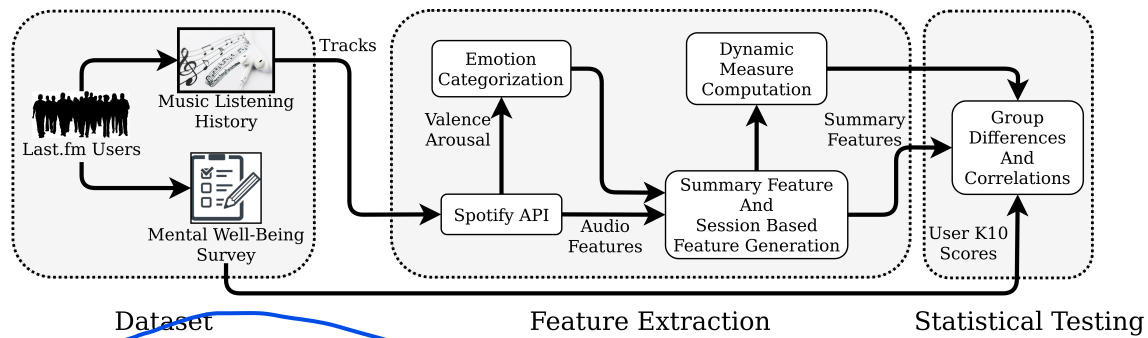 Last.fm Users
Music Listening
History
Mental Well-Being
Survey
Tracks
Emotion
Categorization
Valence
Arousal
Spotify API
Audio
Features
Dynamic
Measure
Computation
Summary Feature
And
Session Based
Feature Generation
Summary
Features
Group
Differences
And
Correlations
User K10
Scores
Dataset
Feature Extraction
Statistical Testing